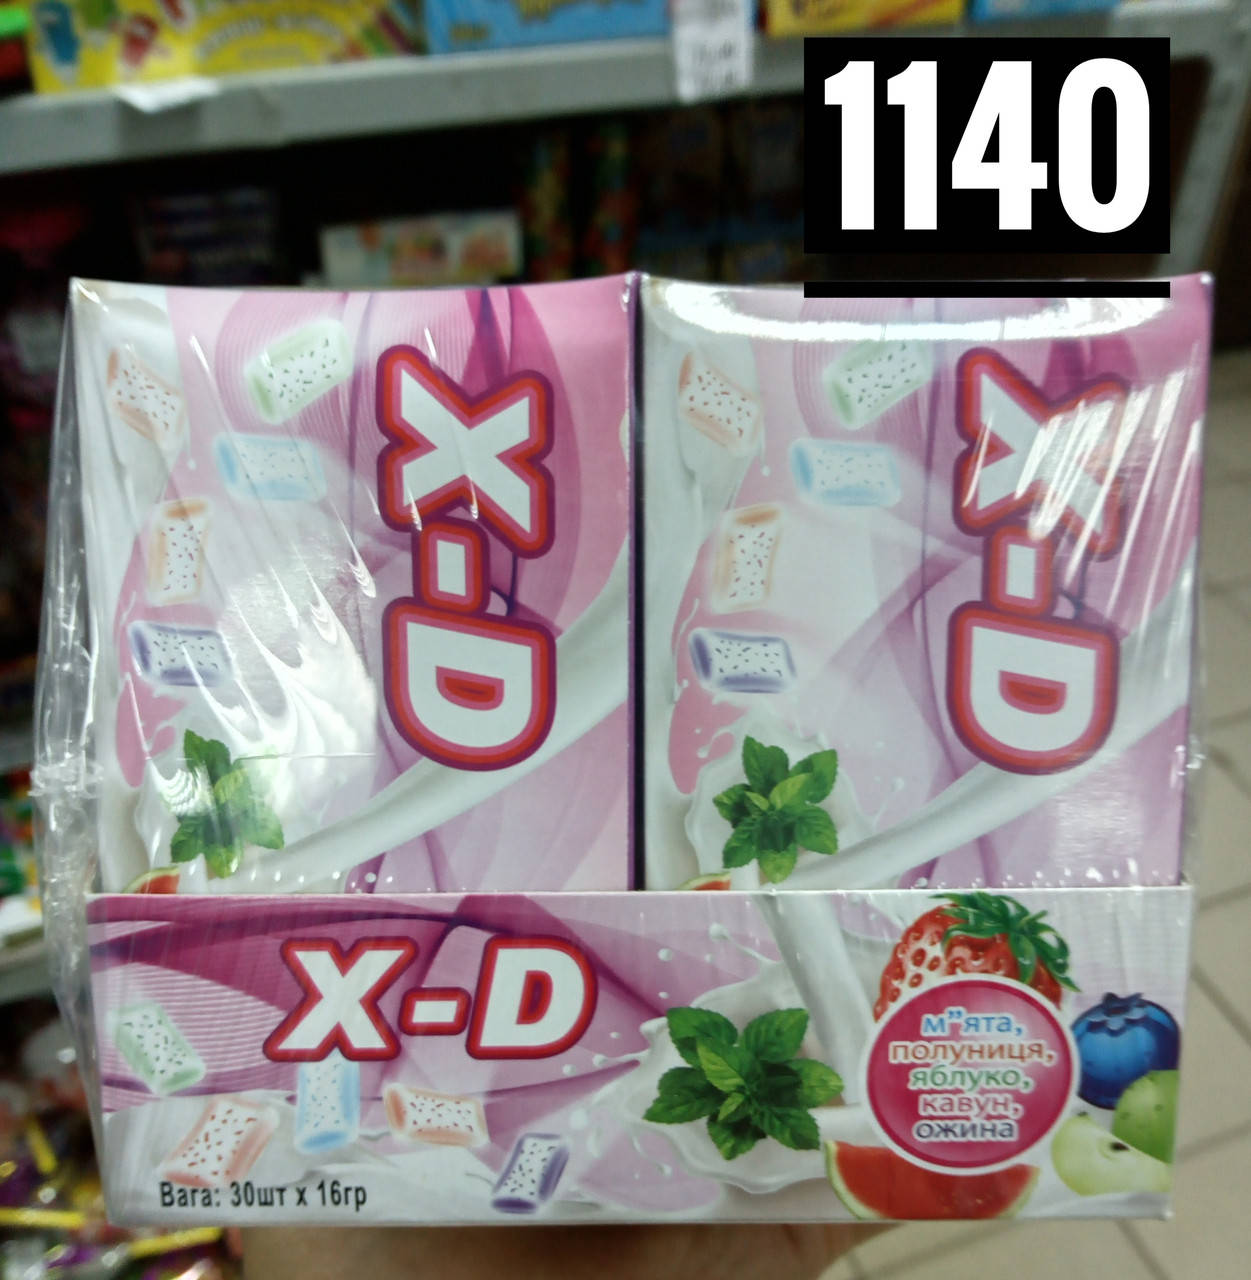 1140
X-D
X-D
X-D
м"ята,
полуниця,
яблуко,
кавун,
ожина
Вага: 30шт x 16гр